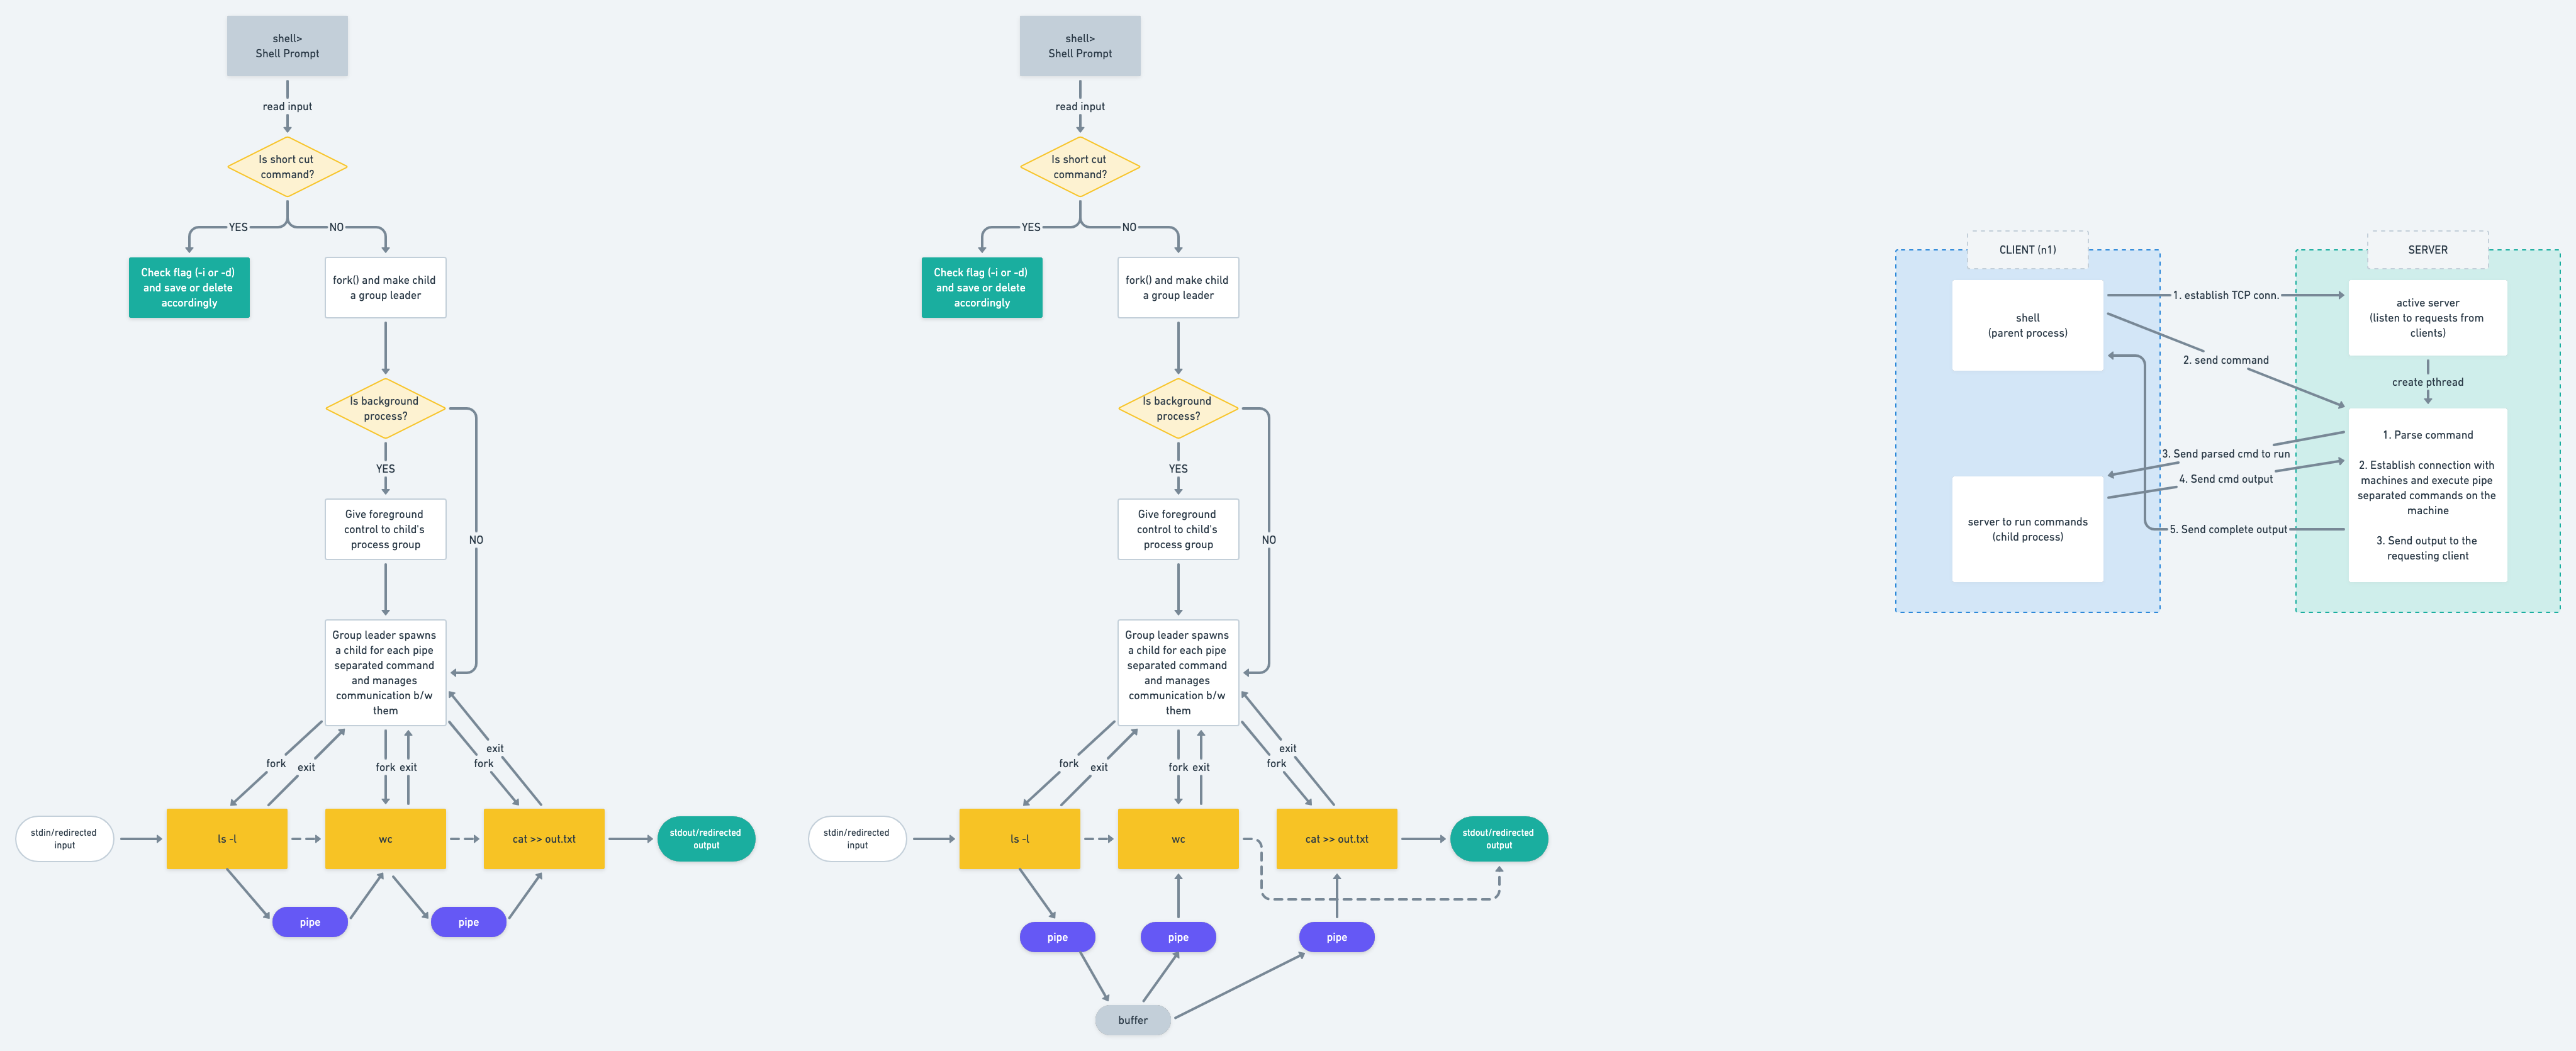 shell>
Shell Prompt
read input
Is short cut
command?
YES
NO
Check flag (-i or -d)
and save or delete
accordingly
fork() and make child
a group leader
Is background
process?
YES
NO
Give foreground
control to child's
process group
Group leader spawns
a child for each pipe
separated command
and manages
communication b/w
them
fork
exit
fork
exit
fork
exit
stdin/redirected
input
ls -l
wc
cat >> out.txt
stdout/redirected
output
pipe
pipe
shell>
Shell Prompt
read input
Is short cut
command?
YES
NO
Check flag (-i or -d)
and save or delete
accordingly
fork() and make child
a group leader
Is background
process?
YES
NO
Give foreground
control to child's
process group
Group leader spawns
a child for each pipe
separated command
and manages
communication b/w
them
fork
exit
fork
exit
fork
exit
stdin/redirected
input
ls -l
wc
cat >> out.txt
stdout/redirected
output
pipe
pipe
pipe
buffer
CLIENT (n1)
SERVER
shell
(parent process)
1. establish TCP conn.
active server
(listen to requests from
clients)
2. send command
create pthread
3. Send parsed cmd to run
4. Send cmd output
5. Send complete output
server to run commands
(child process)
1. Parse command
2. Establish connection with
machines and execute pipe
separated commands on the
machine
3. Send output to the
requesting client